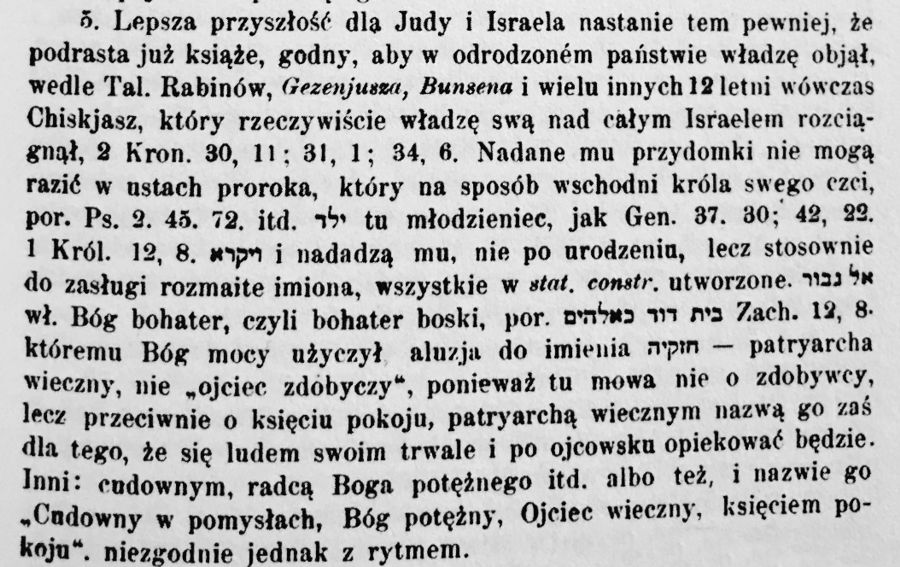 5. Lepsza przyszłość dla Judy i Israela nastanie tem pewniej, że
podrasta już książe, godny, aby w odrodzoném państwie władzę objął,
wedle Tal. Rabinów, Gezenjusza, Bunsena i wielu innych 12 letni wówczas
Chiskjasz, który rzeczywiście władzę swą nad całym Israelem rozcią-
gnął, 2 Kron. 30, 11; 31, 1; 34, 6. Nadane mu przydomki nie mogą
razić w ustach proroka, który na sposób wschodni króla swego czci,
por. Ps. 2. 45. 72. itd. ילד tu młodzieniec, jak Gen. 37. 30; 42, 22.
1 Król. 12, 8. ויקרא i nadadzą mu, nie po urodzeniu, lecz stosownie
do zasługi rozmaite imiona, wszystkie w stat. constr. utworzone. אל גבור
wł. Bóg bohater, czyli bohater boski, por. בית דוד כאלהים Zach. 12, 8.
któremu Bóg mocy użyczył aluzja do imienia חזקיה — patryarcha
wieczny, nie „ojciec zdobyczy“, ponieważ tu mowa nie o zdobywcy,
lecz przeciwnie o księciu pokoju, patryarchą wiecznym nazwą go zaś
dla tego, że się ludem swoim trwale i po ojcowsku opiekować będzie.
Inni: cudownym, radcą Boga potężnego itd. albo też, i nazwie go
„Cudowny w pomysłach, Bóg potężny, Ojciec wieczny, księciem po-
koju“. niezgodnie jednak z rytmem.